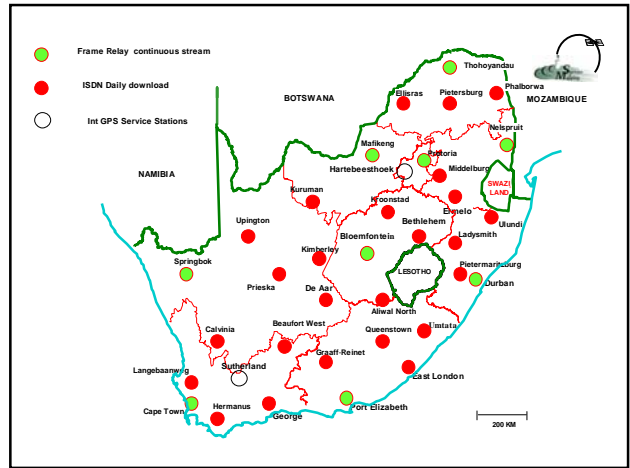 Frame Relay continuous stream
ISDN Daily download
Int GPS Service Stations
Thohoyandau
Phalborwa
Ellisras
Pietersburg
BOTSWANA
MOZAMBIQUE
Nelspruit
Mafikeng
Pretoria
Hartebeesthoek
Middelburg
NAMIBIA
SWAZI
LAND
Kuruman
Kroonstad
Ermelo
Ulundi
Upington
Bloemfontein
Bethlehem
Ladysmith
Kimberley
Springbok
Prieska
LESOTHO
Pietermaritzburg
Durban
De Aar
Aliwal North
Calvinia
Beaufort West
Queenstown
Umtata
Graaff-Reinet
Langebaanweg
Sutherland
East London
Cape Town
Hermanus
George
Port Elizabeth
200 KM